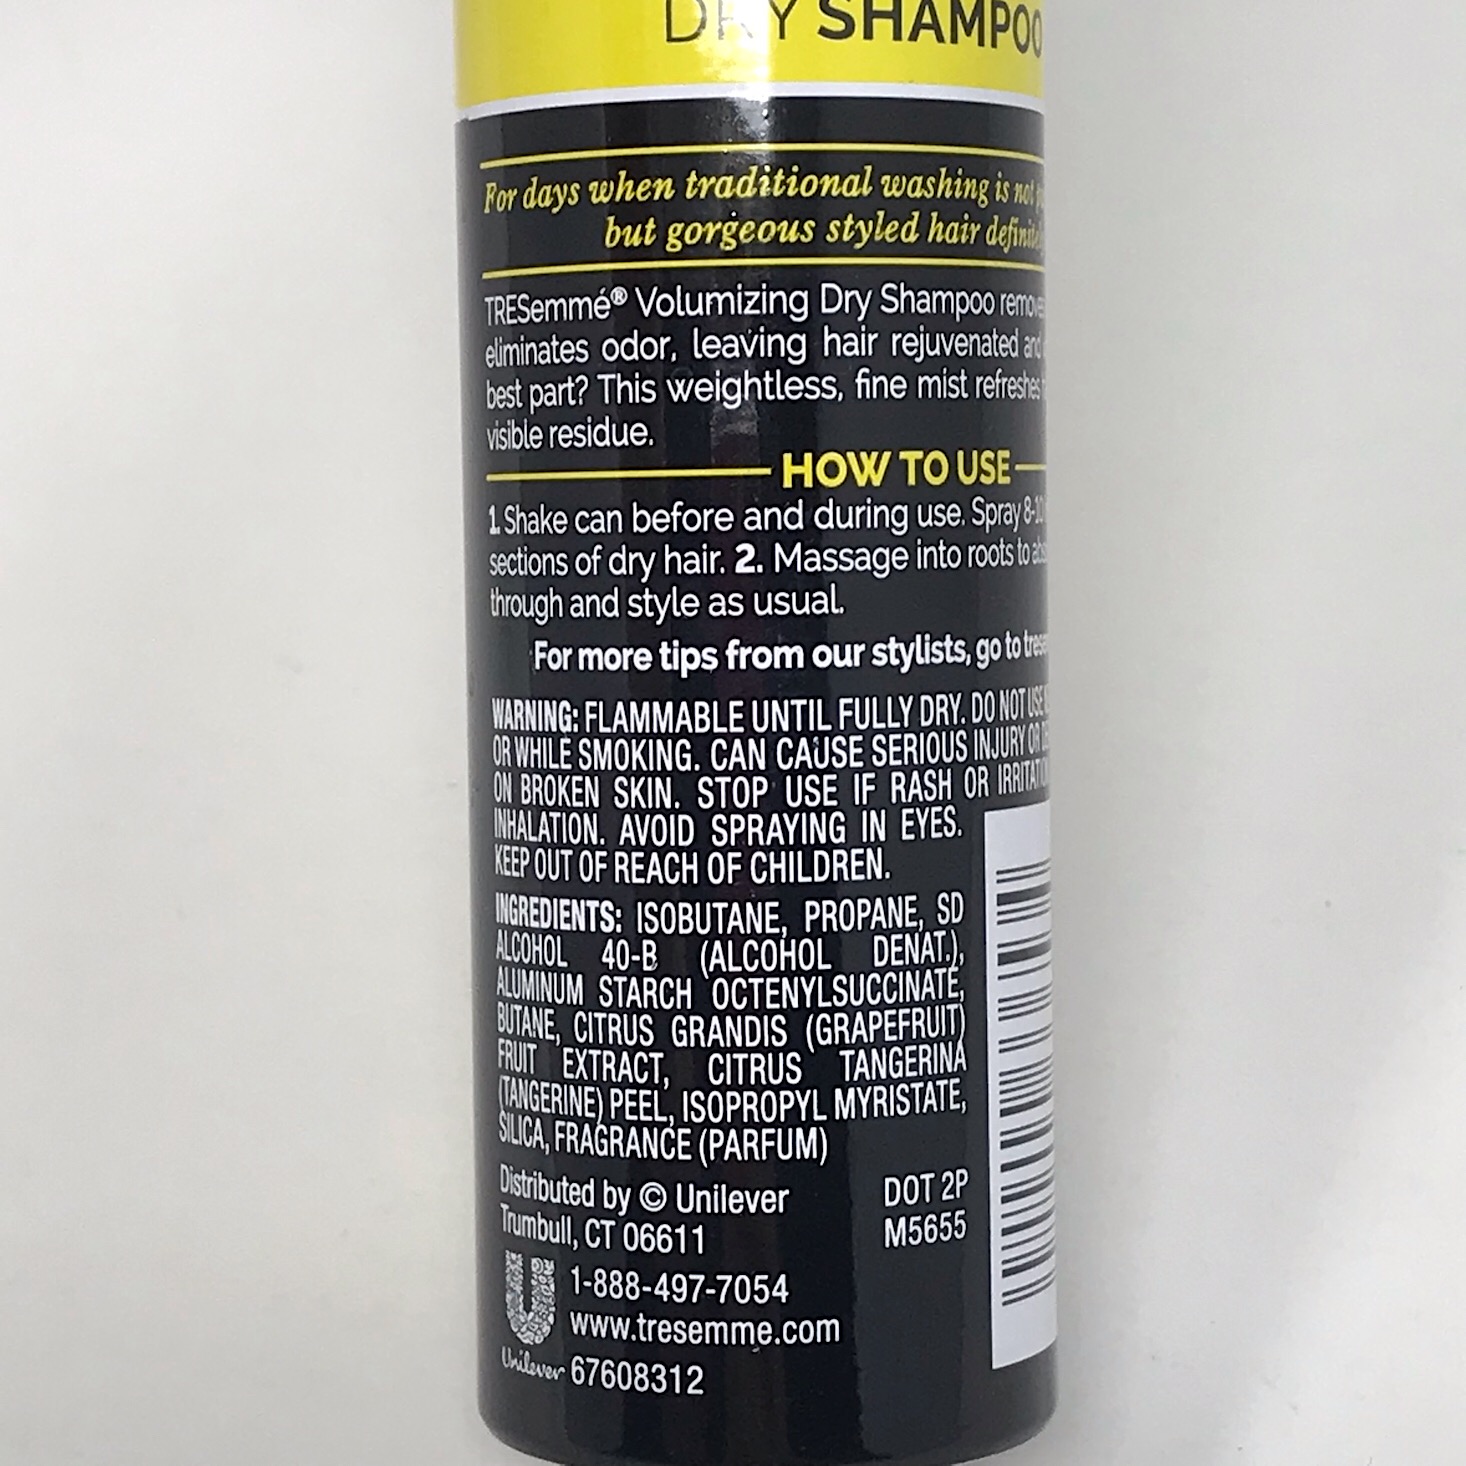 DRY SHAMPOO
For days when traditional washing is not
but gorgeous styled hair
TRESemmé® Volumizing Dry Shampoo
eliminates odor, leaving hair rejuvenated and
best part? This weightless, fine mist refreshes
visible residue.
HOW TO USE
1. Shake can before and during use. Spray 8-10
sections of dry hair. 2. Massage into roots to
through and style as usual.
For more tips from our stylists, go to
WARNING: FLAMMABLE UNTIL FULLY DRY. DO NOT USE
OR WHILE SMOKING. CAN CAUSE SERIOUS INJURY OR
ON BROKEN SKIN. STOP USE IF RASH OR
INHALATION. AVOID SPRAYING IN EYES.
KEEP OUT OF REACH OF CHILDREN.
INGREDIENTS: ISOBUTANE, PROPANE, SD
ALCOHOL 40-B (ALCOHOL DENAT.),
ALUMINUM STARCH OCTENYLSUCCINATE,
BUTANE, CITRUS GRANDIS (GRAPEFRUIT)
FRUIT EXTRACT, CITRUS TANGERINA
(TANGERINE) PEEL, ISOPROPYL MYRISTATE,
SILICA, FRAGRANCE (PARFUM)
Distributed by © Unilever
Trumbull, CT 06611
DOT 2P
M5655
1-888-497-7054
www.tresemme.com
Unilever 67608312